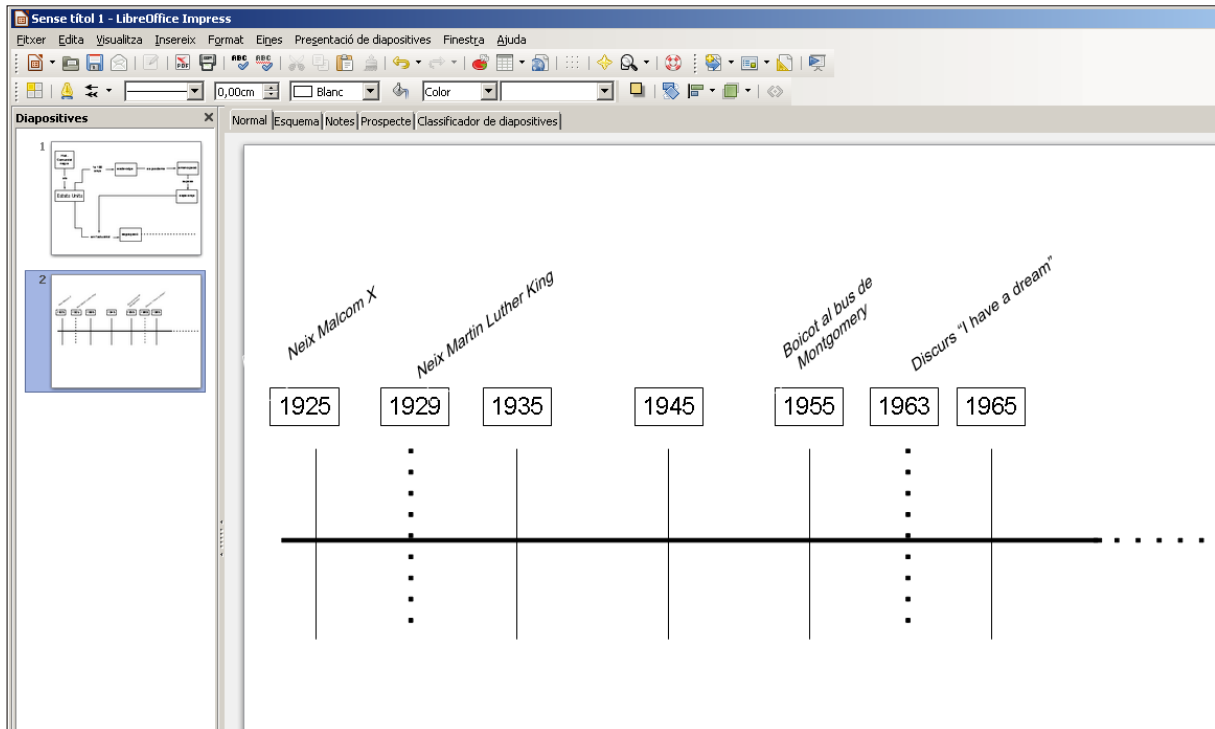 Sense títol 1 - LibreOffice Impress
Fitxer Edita Visualitza Insereix Format Eines Presentació de diapositives Finestra Ajuda
0,00cm Blanc Color
Diapositives
Normal Esquema Notes Prospecte Classificador de diapositives
1
Estats Units
2
Neix Malcom X
Neix Martin Luther King
Boicot al bus de
Montgomery
Discurs “I have a dream”
1925 1929 1935 1945 1955 1963 1965